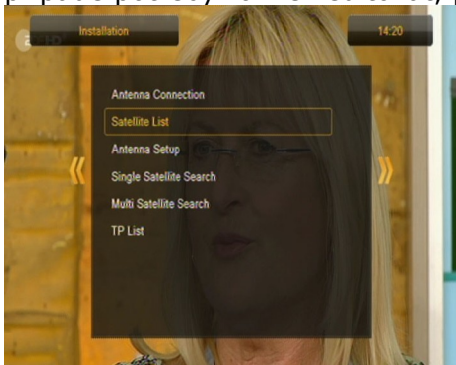 Installation
14:20
Antenna Connection
Satellite List
Antenna Setup
Single Satellite Search
Multi Satellite Search
TP List